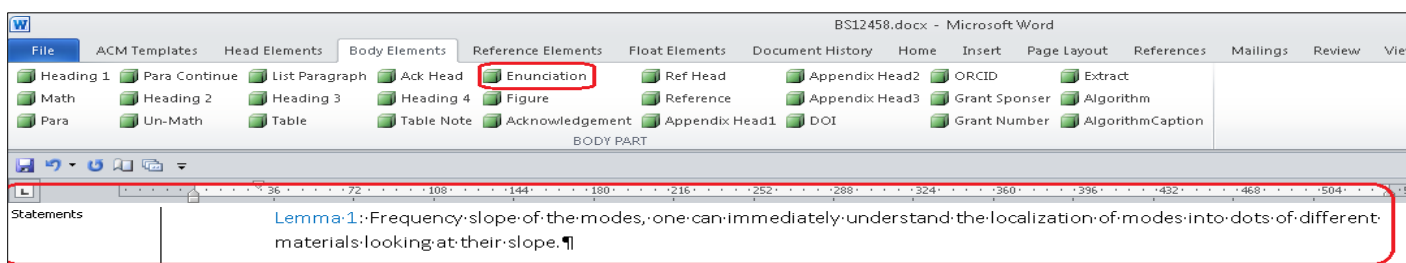 BS12458.docx - Microsoft Word
File ACM Templates Head Elements Body Elements Reference Elements Float Elements Document History Home Insert Page Layout References Mailings Review Vie
Heading 1 Para Continue List Paragraph Ack Head Enunciation Ref Head Appendix Head2 ORCID Extract
Math Heading 2 Heading 3 Heading 4 Figure Reference Appendix Head3 Grant Sponser Algorithm
Para Un-Math Table Table Note Acknowledgement Appendix Head1 DOI Grant Number AlgorithmCaption
BODY PART
36 72 108 144 180 216 252 288 324 360 396 432 468 504
Statements
Lemma 1: Frequency slope of the modes, one can immediately understand the localization of modes into dots of different
materials looking at their slope.¶